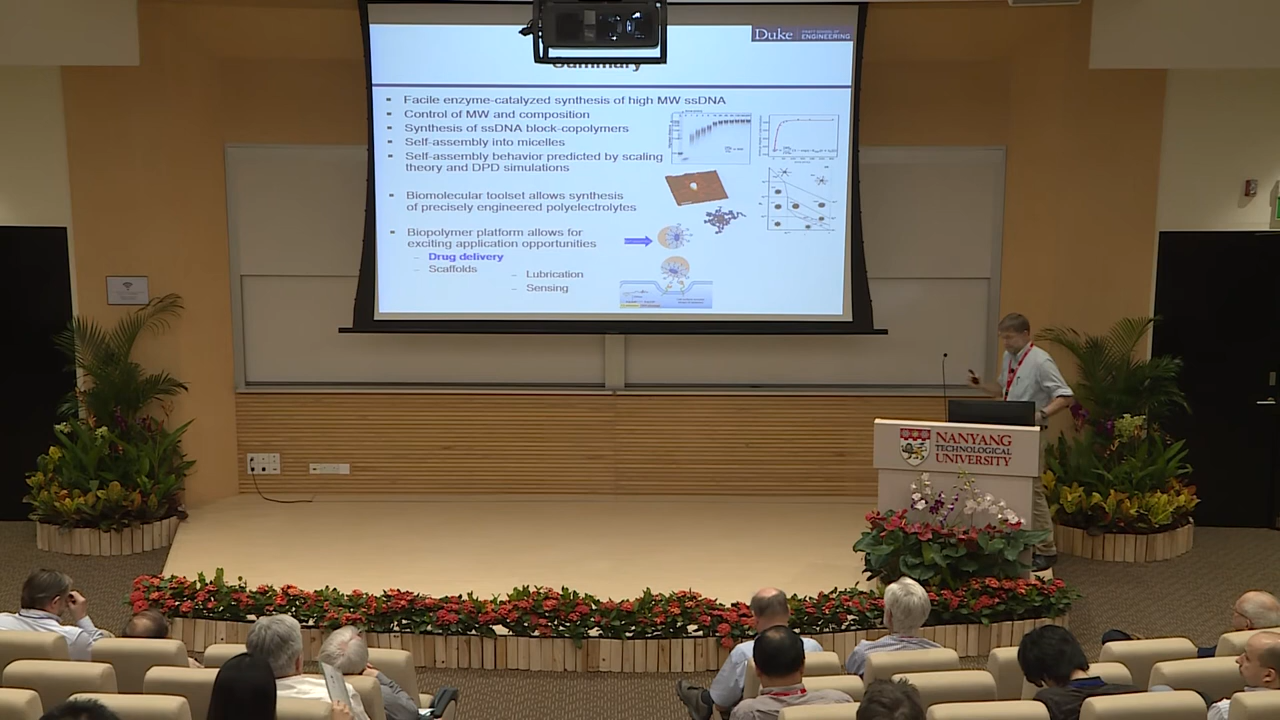 Duke PRATT SCHOOL OF ENGINEERING
Summary
Facile enzyme-catalyzed synthesis of high MW ssDNA
Control of MW and composition
Synthesis of ssDNA block-copolymers
Self-assembly into micelles
Self-assembly behavior predicted by scaling
theory and DPD simulations
Biomolecular toolset allows synthesis
of precisely engineered polyelectrolytes
Biopolymer platform allows for
exciting application opportunities
– Drug delivery
– Scaffolds
– Lubrication
– Sensing
NANYANG
TECHNOLOGICAL
UNIVERSITY